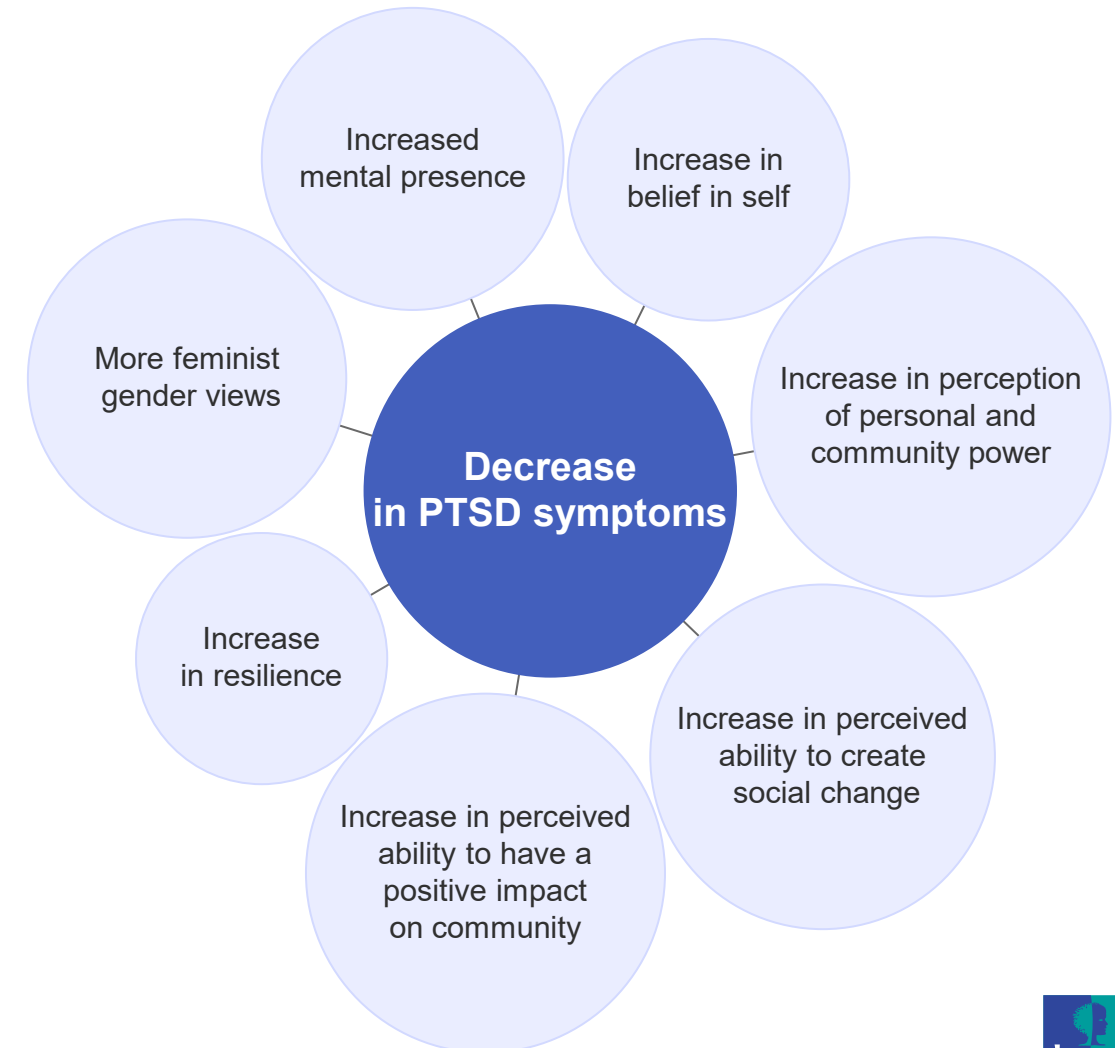 Increased
mental presence
Increase in
belief in self
More feminist
gender views
Increase in perception
of personal and
community power
Decrease
in PTSD symptoms
Increase
in resilience
Increase in perceived
ability to create
social change
Increase in perceived
ability to have a
positive impact
on community